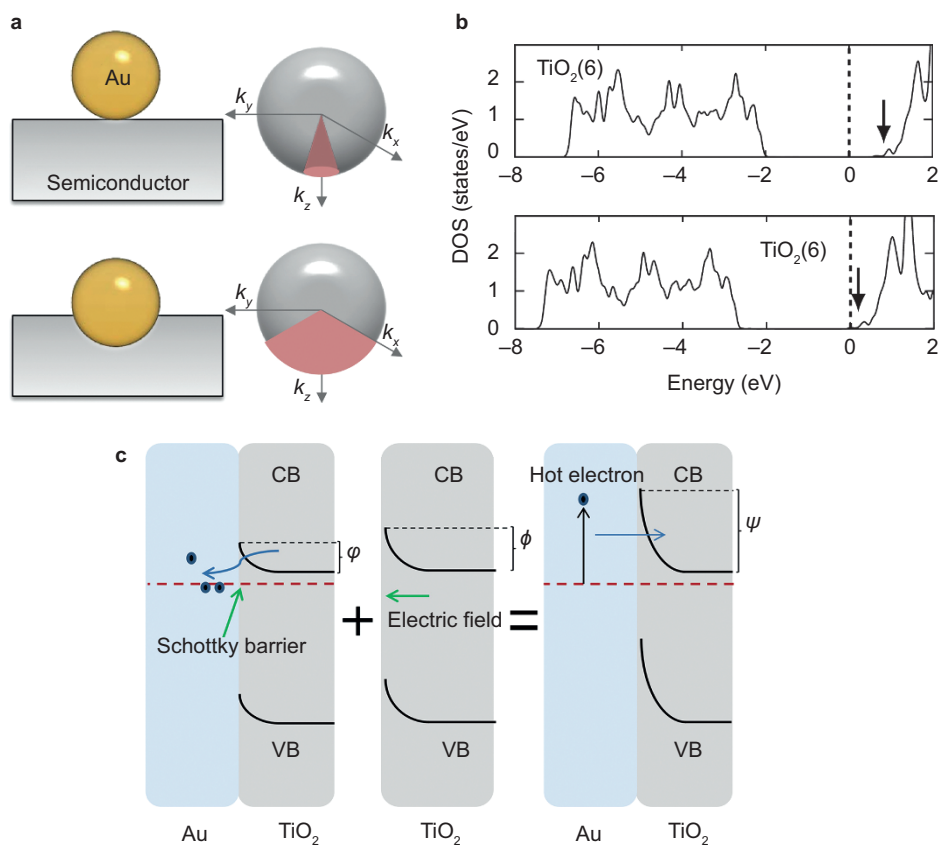 a
Au
Semiconductor
k_y
k_x
k_z
k_y
k_x
k_z
b
DOS (states/eV)
TiO₂(6)
2
1
0
−8
−6
−4
−2
0
2
TiO₂(6)
2
1
0
−8
−6
−4
−2
0
2
Energy (eV)
c
CB
φ
Schottky barrier
VB
Au
TiO₂
+
CB
ϕ
Electric field
VB
TiO₂
=
Hot electron
CB
ψ
VB
Au
TiO₂